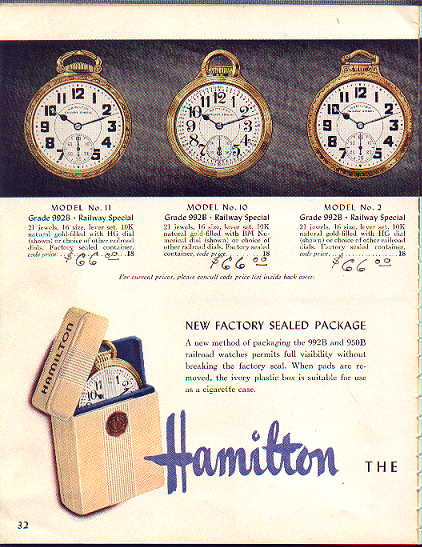 MODEL No. 11
Grade 992B • Railway Special
21 jewels, 16 size, lever set, 10K
natural gold-filled with HG dial
(shown) or choice of other railroad
dials. Factory sealed container,
code price . . . . . . . . . . . . 18
$66 00
MODEL No. 10
Grade 992B • Railway Special
21 jewels, 16 size, lever set, 10K
natural gold-filled with BM Nu-
merical dial (shown) or choice of
other railroad dials. Factory sealed
container, code price . . . . 18
$66 00
MODEL No. 2
Grade 992B • Railway Special
21 jewels, 16 size, lever set, 10K
natural gold-filled with HG dial
(shown) or choice of other railroad
dials. Factory sealed container,
code price . . . . . . . . . . . . 18
$66 00
For current prices, please consult code price list inside back cover.
HAMILTON
NEW FACTORY SEALED PACKAGE
A new method of packaging the 992B and 950B
railroad watches permits full visibility without
breaking the factory seal. When pads are re-
moved, the ivory plastic box is suitable for use
as a cigarette case.
Hamilton THE
32